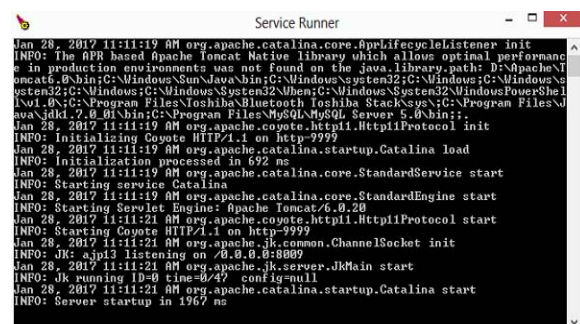 Service Runner
Jan 28, 2017 11:11:19 AM org.apache.catalina.core.AprLifecycleListener init
INFO: The APR based Apache Tomcat Native library which allows optimal performanc
e in production environments was not found on the java.library.path: D:\Apache\T
omcat6.0\bin;C:\Windows\Sun\Java\bin;C:\Windows\system32;C:\Windows;C:\Windows\s
ystem32;C:\Windows;C:\Windows\System32\Wbem;C:\Windows\System32\WindowsPowerShel
l\v1.0\;C:\Program Files\Toshiba\Bluetooth Toshiba Stack\sys\;C:\Program Files\J
ava\jdk1.7.0_01\bin;C:\Program Files\MySQL\MySQL Server 5.0\bin;;.
Jan 28, 2017 11:11:19 AM org.apache.coyote.http11.Http11Protocol init
INFO: Initializing Coyote HTTP/1.1 on http-9999
Jan 28, 2017 11:11:19 AM org.apache.catalina.startup.Catalina load
INFO: Initialization processed in 692 ms
Jan 28, 2017 11:11:19 AM org.apache.catalina.core.StandardService start
INFO: Starting service Catalina
Jan 28, 2017 11:11:19 AM org.apache.catalina.core.StandardEngine start
INFO: Starting Servlet Engine: Apache Tomcat/6.0.20
Jan 28, 2017 11:11:21 AM org.apache.coyote.http11.Http11Protocol start
INFO: Starting Coyote HTTP/1.1 on http-9999
Jan 28, 2017 11:11:21 AM org.apache.jk.common.ChannelSocket init
INFO: JK: ajp13 listening on /0.0.0.0:8009
Jan 28, 2017 11:11:21 AM org.apache.jk.server.JkMain start
INFO: Jk running ID=0 time=0/47  config=null
Jan 28, 2017 11:11:21 AM org.apache.catalina.startup.Catalina start
INFO: Server startup in 1967 ms